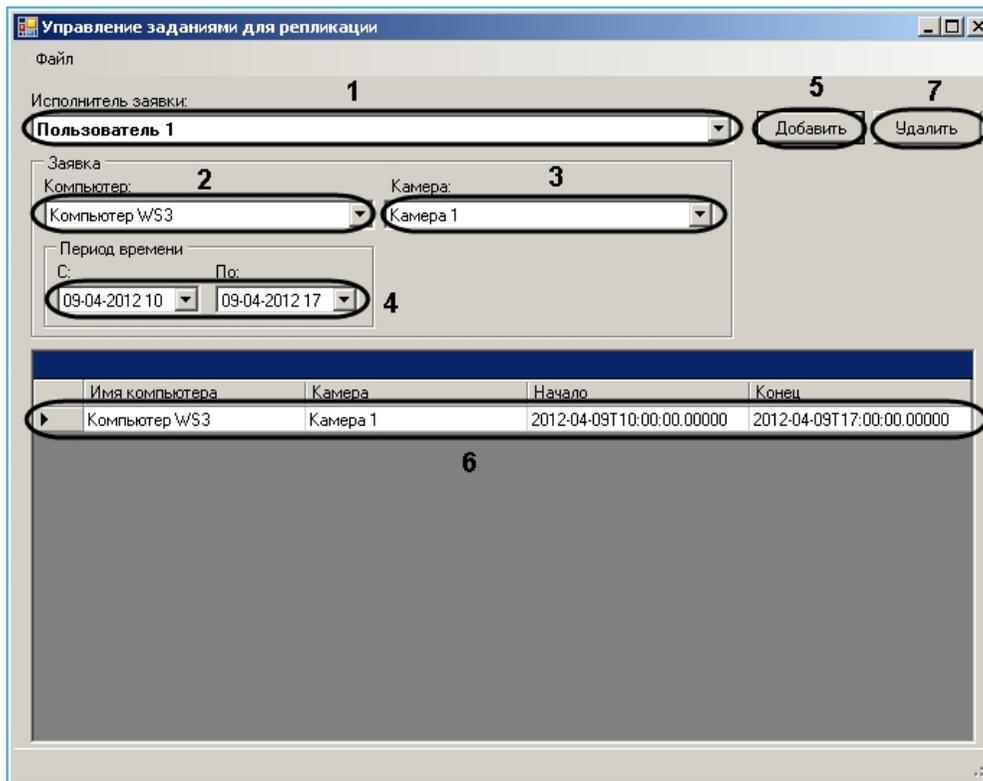 Управление заданиями для репликации
Файл
1
5
7
Исполнитель заявки:
Пользователь 1
Добавить
Удалить
Заявка
2
3
Компьютер:
Камера:
Компьютер WS3
Камера 1
Период времени
С:
По:
09-04-2012 10
09-04-2012 17
4
Имя компьютера
Камера
Начало
Конец
Компьютер WS3
Камера 1
2012-04-09T10:00:00.00000
2012-04-09T17:00:00.00000
6